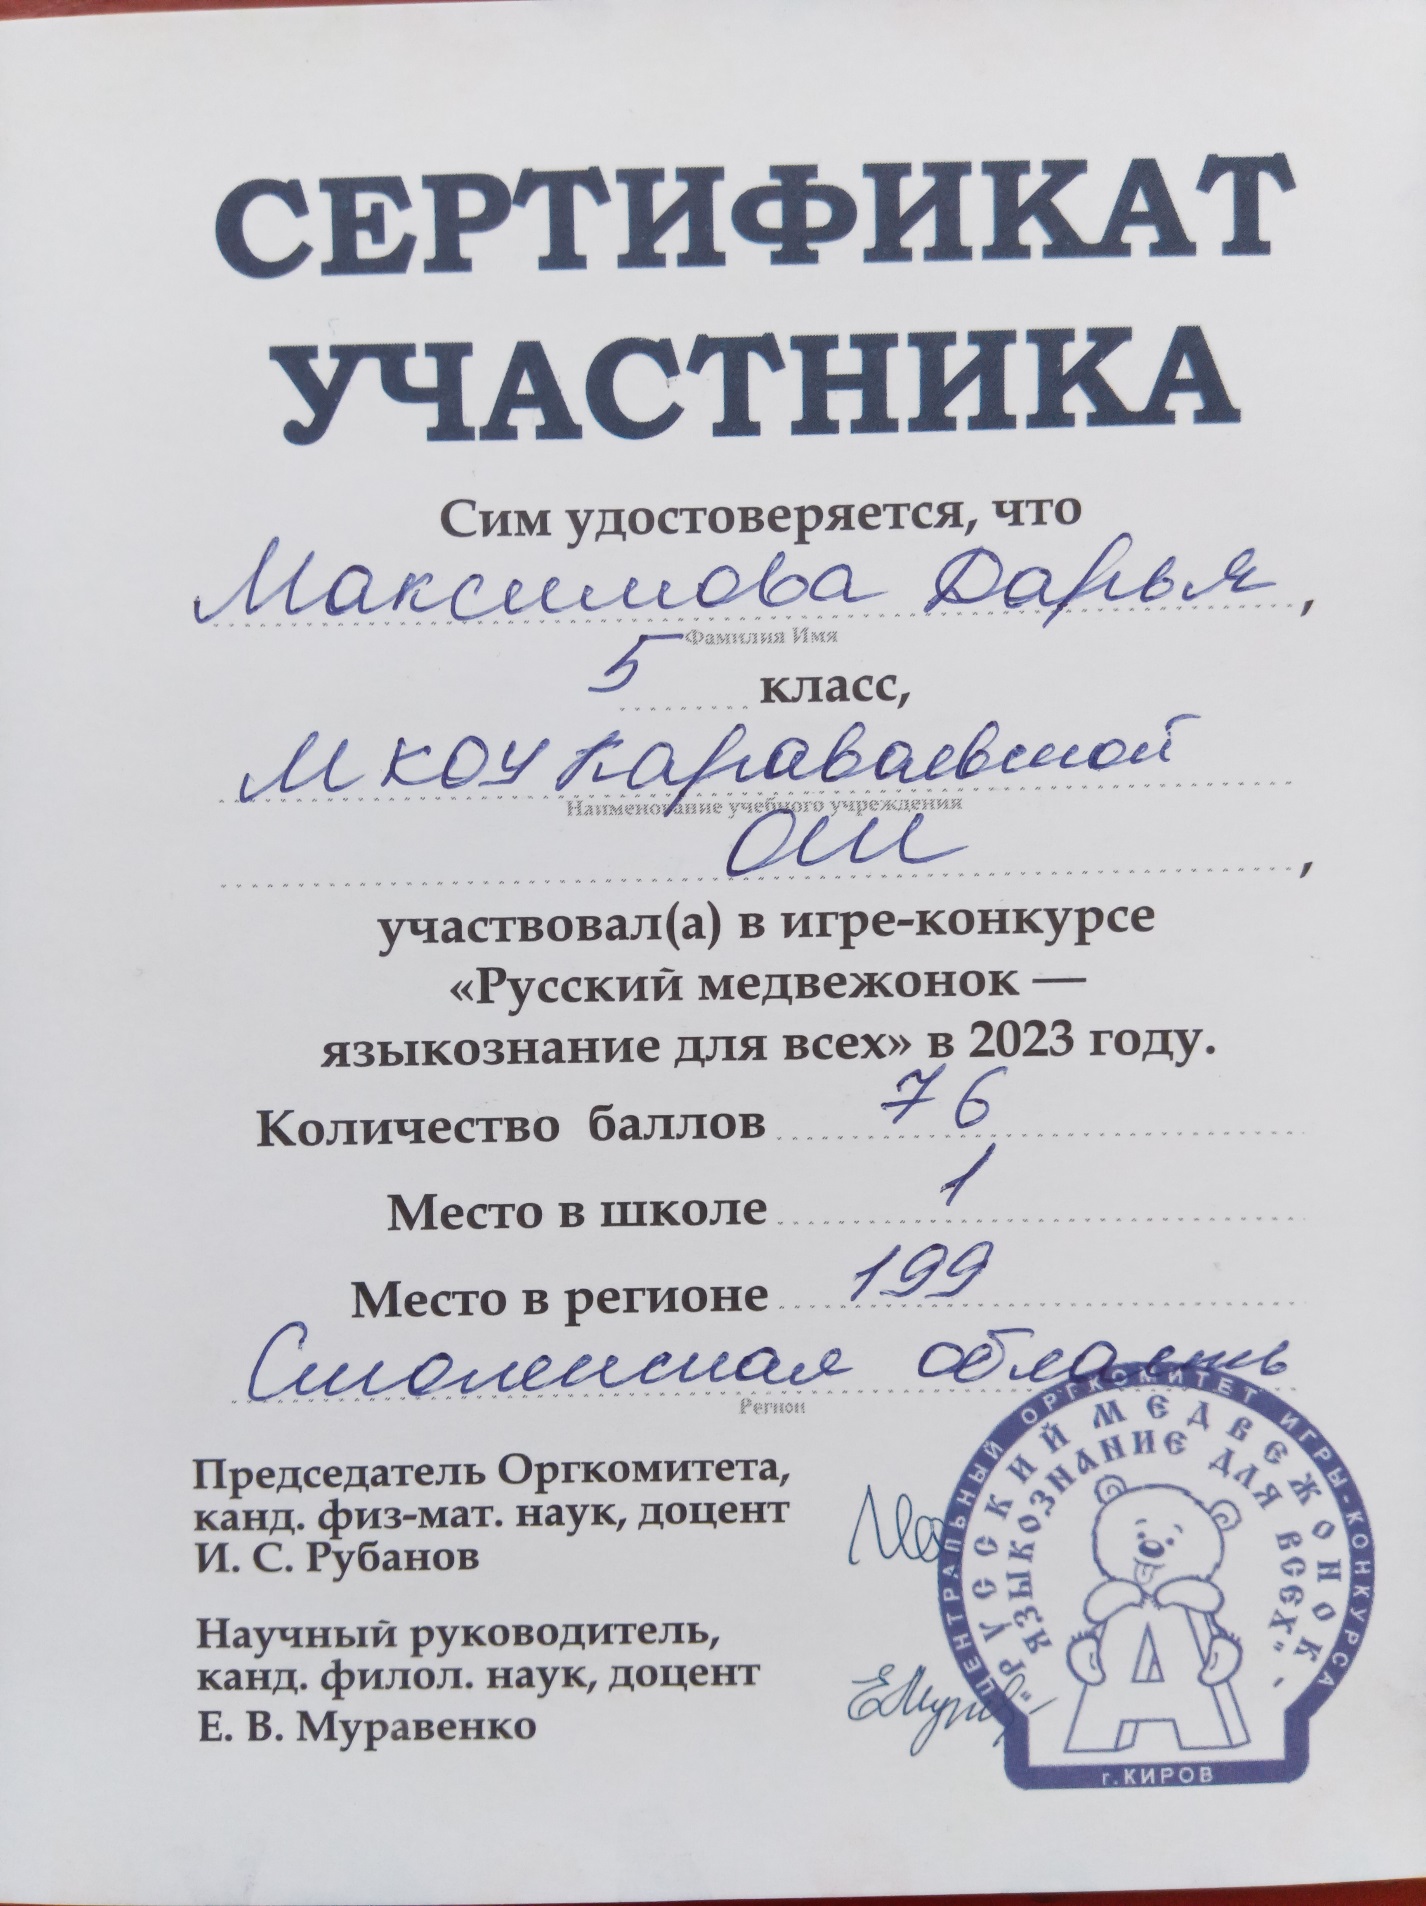 СЕРТИФИКАТ
УЧАСТНИКА
Сим удостоверяется, что
Максимова Дарья,
Фамилия Имя
5 класс,
МКОУ Караваевской
Наименование учебного учреждения
ОШ,
участвовал(а) в игре-конкурсе
«Русский медвежонок —
языкознание для всех» в 2023 году.
Количество баллов 76
Место в школе 1
Место в регионе 199
Смоленская область
Регион
Председатель Оргкомитета,
канд. физ-мат. наук, доцент
И. С. Рубанов
Научный руководитель,
канд. филол. наук, доцент
Е. В. Муравенко
ЦЕНТРАЛЬНЫЙ ОРГКОМИТЕТ ИГРЫ-КОНКУРСА
"РУССКИЙ МЕДВЕЖОНОК -
ЯЗЫКОЗНАНИЕ ДЛЯ ВСЕХ"
А
г.КИРОВ